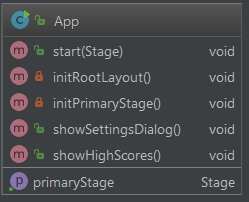 C App
m start(Stage) void
m initRootLayout() void
m initPrimaryStage() void
m showSettingsDialog() void
m showHighScores() void
p primaryStage Stage